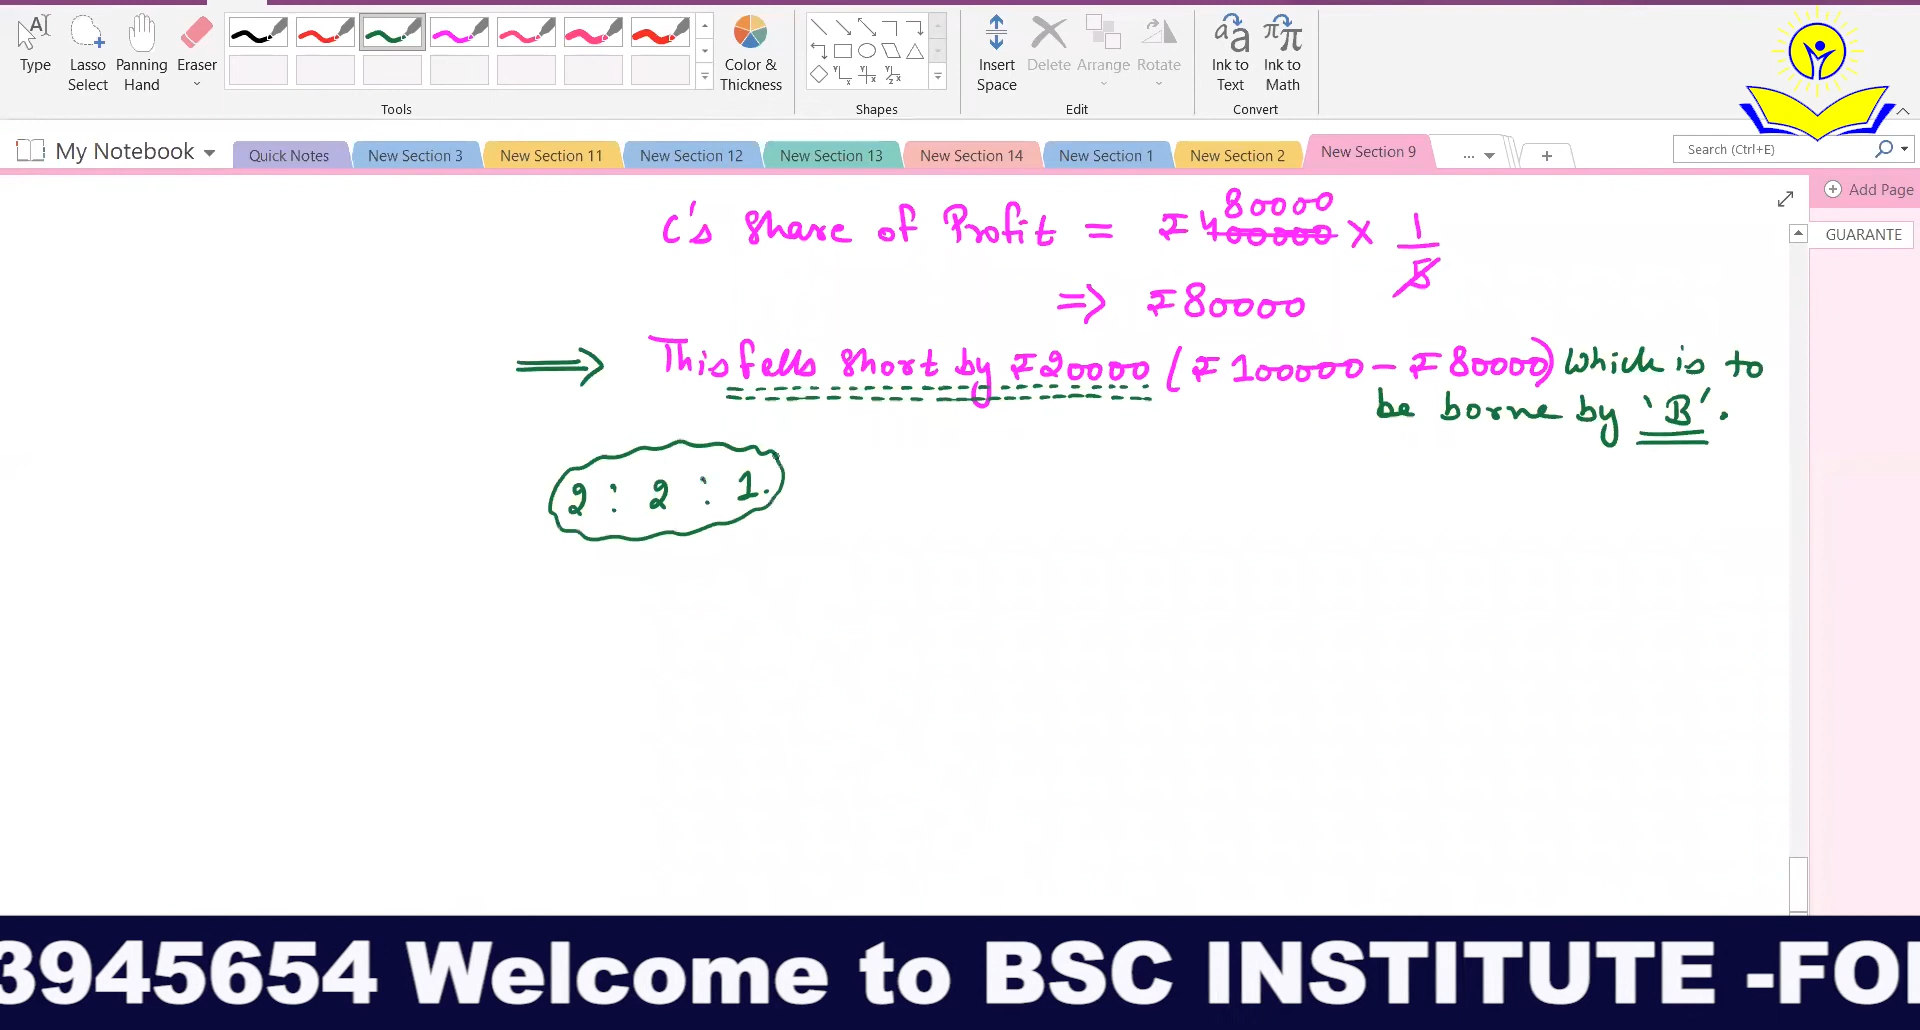 Type
Lasso Select
Panning Hand
Eraser
Color & Thickness
Insert Space
Delete
Arrange
Rotate
Ink to Text
Ink to Math
Tools
Shapes
Edit
Convert
My Notebook
Quick Notes
New Section 3
New Section 11
New Section 12
New Section 13
New Section 14
New Section 1
New Section 2
New Section 9
...
Search (Ctrl+E)
Add Page
GUARANTE
80000
C's Share of Profit = ₹400000 × 1/5
⇒ ₹80000
⇒ This fells Short by ₹20000 (₹100000 - ₹80000) Which is to
be borne by 'B'.
2 : 2 : 1.
3945654 Welcome to BSC INSTITUTE -FO